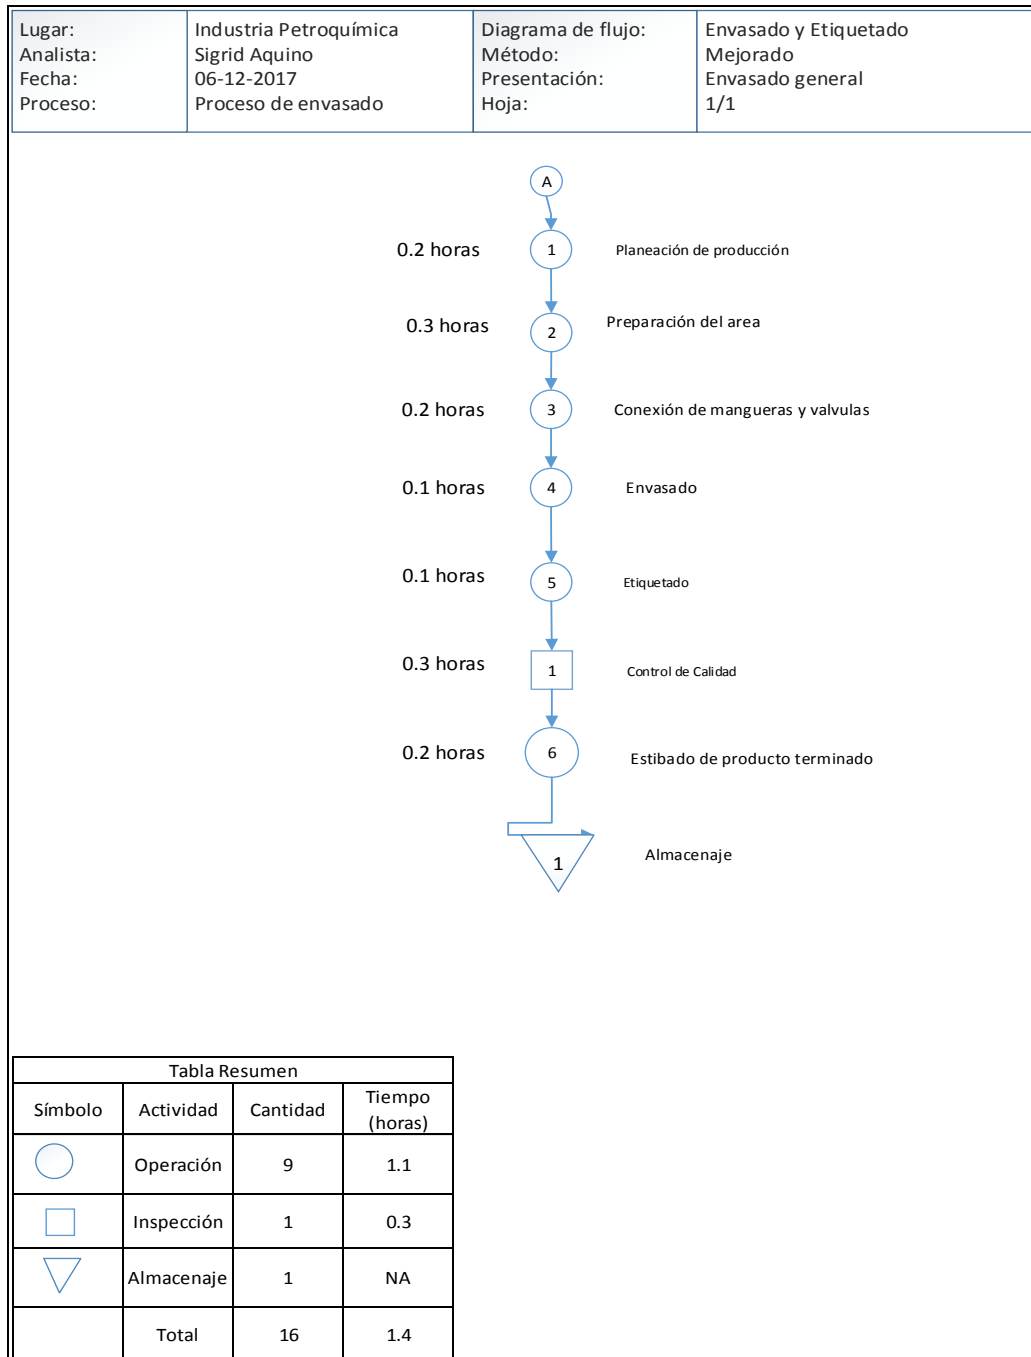 Lugar: Industria Petroquímica Diagrama de flujo: Envasado y Etiquetado
Analista: Sigrid Aquino Método: Mejorado
Fecha: 06-12-2017 Presentación: Envasado general
Proceso: Proceso de envasado Hoja: 1/1
A
0.2 horas 1 Planeación de producción
0.3 horas 2 Preparación del area
0.2 horas 3 Conexión de mangueras y valvulas
0.1 horas 4 Envasado
0.1 horas 5 Etiquetado
0.3 horas 1 Control de Calidad
0.2 horas 6 Estibado de producto terminado
1 Almacenaje
Tabla Resumen
Símbolo Actividad Cantidad Tiempo
(horas)
Operación 9 1.1
Inspección 1 0.3
Almacenaje 1 NA
Total 16 1.4